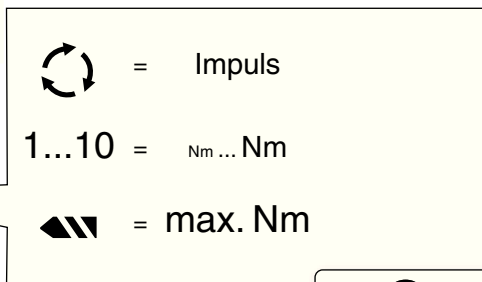 = Impuls
1...10 = Nm ... Nm
= max. Nm